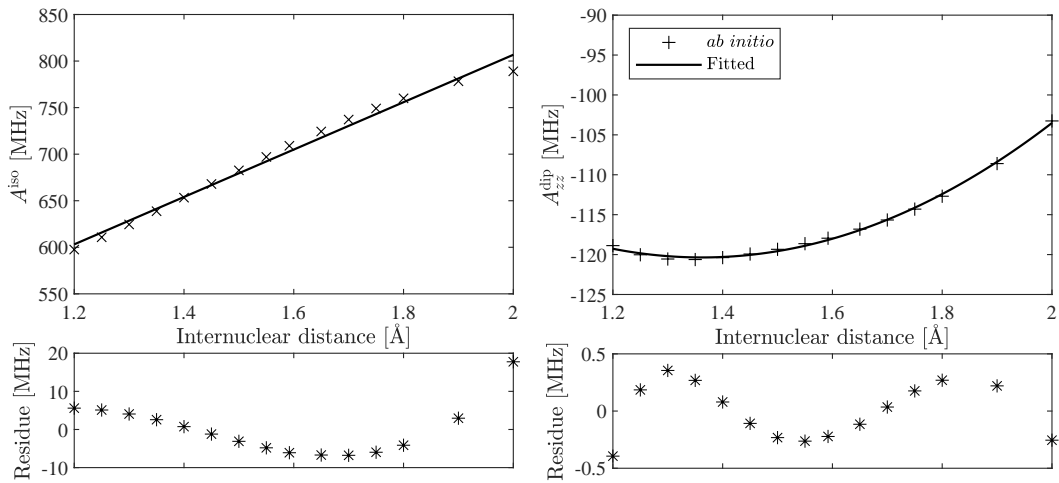 850
800
750
700
650
600
550
A^iso [MHz]
1.2 1.4 1.6 1.8 2
Internuclear distance [Å]
20
10
0
-10
Residue [MHz]
-90
-95
-100
-105
-110
-115
-120
-125
A_zz^dip [MHz]
ab initio
Fitted
1.2 1.4 1.6 1.8 2
Internuclear distance [Å]
0.5
0
-0.5
Residue [MHz]